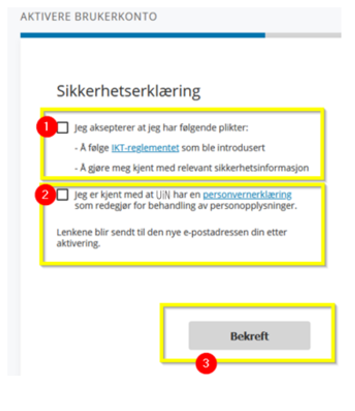 AKTIVERE BRUKERKONTO
Sikkerhetserklæring
1
Jeg aksepterer at jeg har følgende plikter:
- Å følge IKT-reglementet som ble introdusert
- Å gjøre meg kjent med relevant sikkerhetsinformasjon
2
Jeg er kjent med at UiN har en personvernerklæring
som redegjør for behandling av personopplysninger.
Lenkene blir sendt til den nye e-postadressen din etter
aktivering.
Bekreft
3